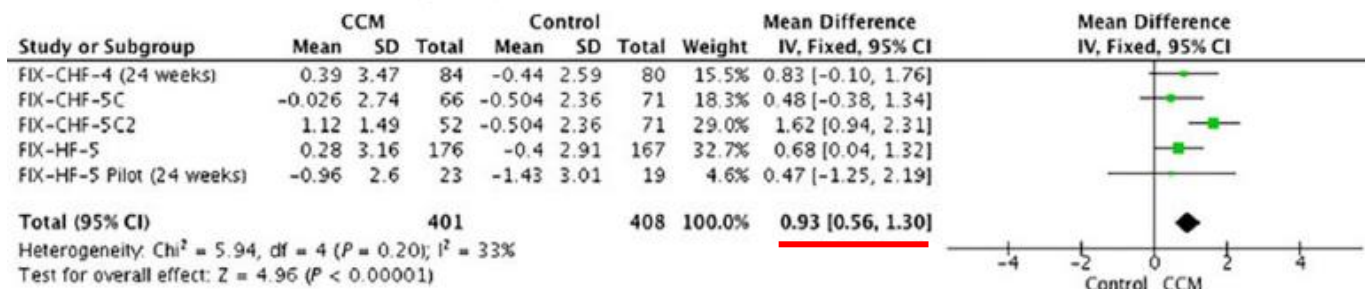 CCM Control Mean Difference Mean Difference
Study or Subgroup Mean SD Total Mean SD Total Weight IV, Fixed, 95% CI IV, Fixed, 95% CI
FIX-CHF-4 (24 weeks) 0.39 3.47 84 -0.44 2.59 80 15.5% 0.83 [-0.10, 1.76]
FIX-CHF-5C -0.026 2.74 66 -0.504 2.36 71 18.3% 0.48 [-0.38, 1.34]
FIX-CHF-5C2 1.12 1.49 52 -0.504 2.36 71 29.0% 1.62 [0.94, 2.31]
FIX-HF-5 0.28 3.16 176 -0.4 2.91 167 32.7% 0.68 [0.04, 1.32]
FIX-HF-5 Pilot (24 weeks) -0.96 2.6 23 -1.43 3.01 19 4.6% 0.47 [-1.25, 2.19]
Total (95% CI) 401 408 100.0% 0.93 [0.56, 1.30]
Heterogeneity: Chi² = 5.94, df = 4 (P = 0.20); I² = 33%
Test for overall effect: Z = 4.96 (P < 0.00001)
-4 -2 0 2 4
Control CCM